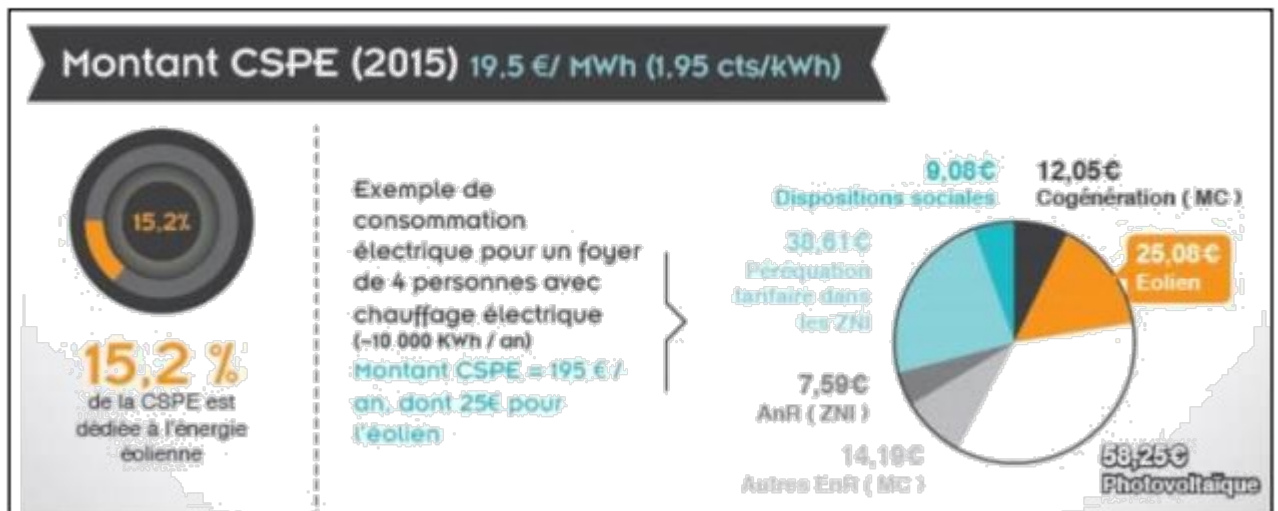 Montant CSPE (2015) 19.5 €/ MWh (1.95 cts/kWh)
15,2%
15,2 %
de la CSPE est
dédiée à l'énergie
éolienne
Exemple de
consommation
électrique pour un foyer
de 4 personnes avec
chauffage électrique
(~10 000 KWh / an)
Montant CSPE = 195 € /
an, dont 25€ pour
l'éolien
9,08€
Dispositions sociales
12,05€
Cogénération ( MC )
25,08€
Eolien
38,61€
Péréquation
tarifaire dans
les ZNI
7,59€
AnR ( ZNI )
14,19€
Autres EnR ( MC )
58,25€
Photovoltaïque